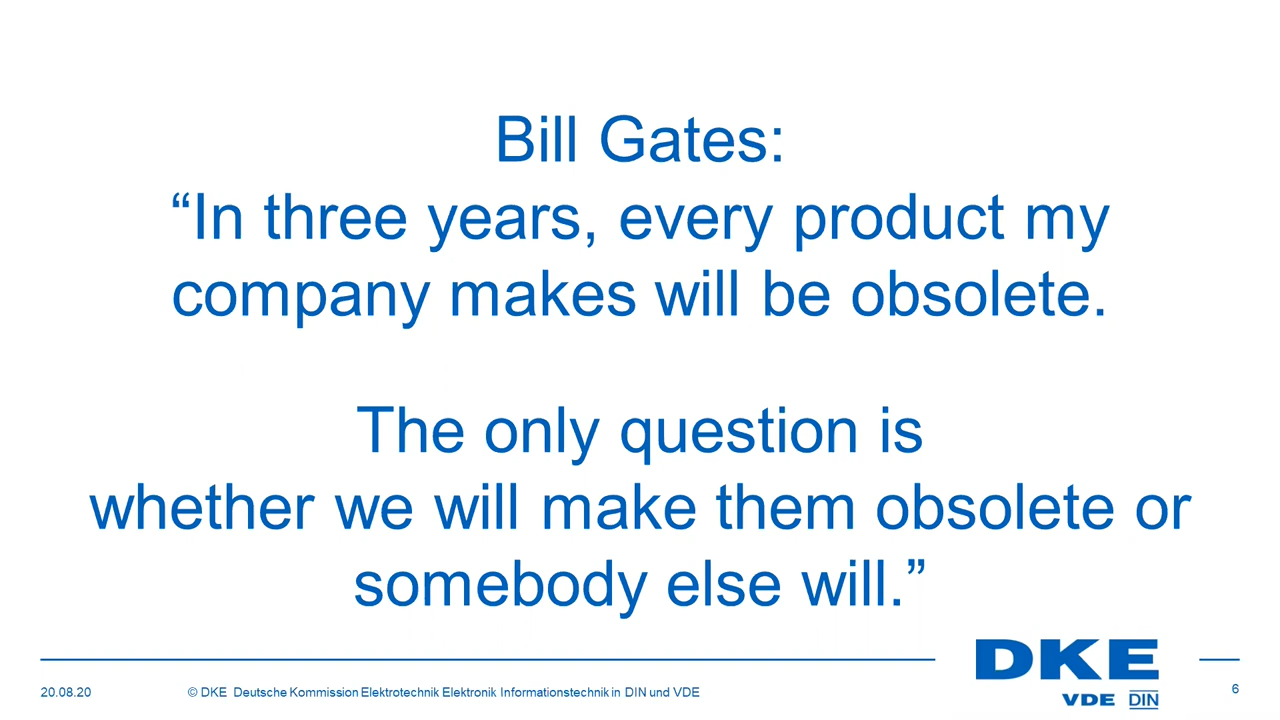 Bill Gates:
“In three years, every product my
company makes will be obsolete.
The only question is
whether we will make them obsolete or
somebody else will.”
DKE
VDE DIN
20.08.20
© DKE Deutsche Kommission Elektrotechnik Elektronik Informationstechnik in DIN und VDE
6